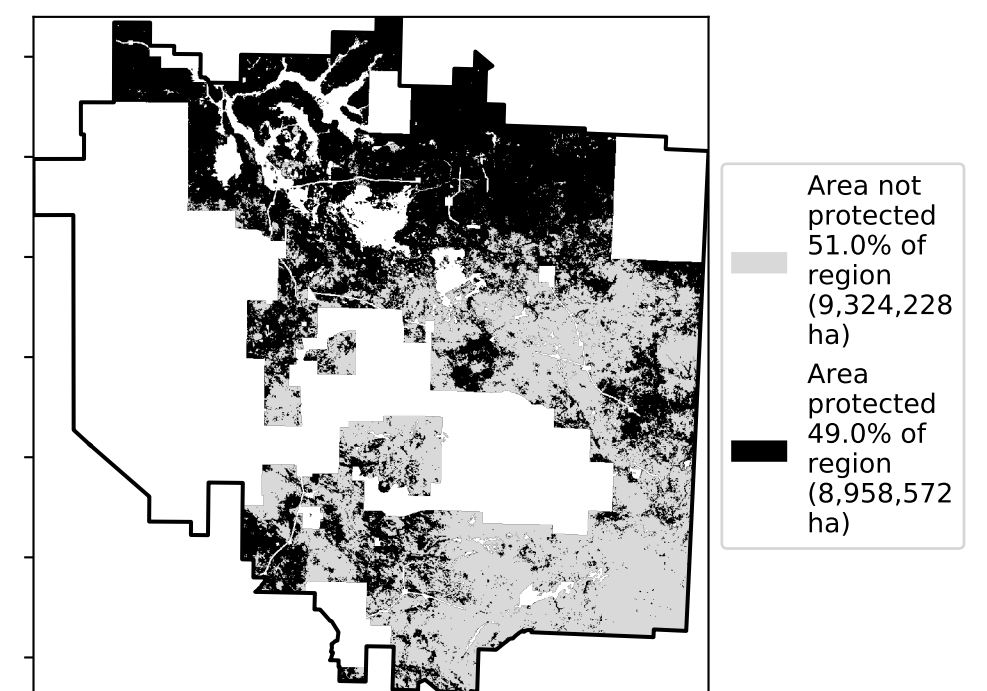 Area not
protected
51.0% of
region
(9,324,228
ha)
Area
protected
49.0% of
region
(8,958,572
ha)